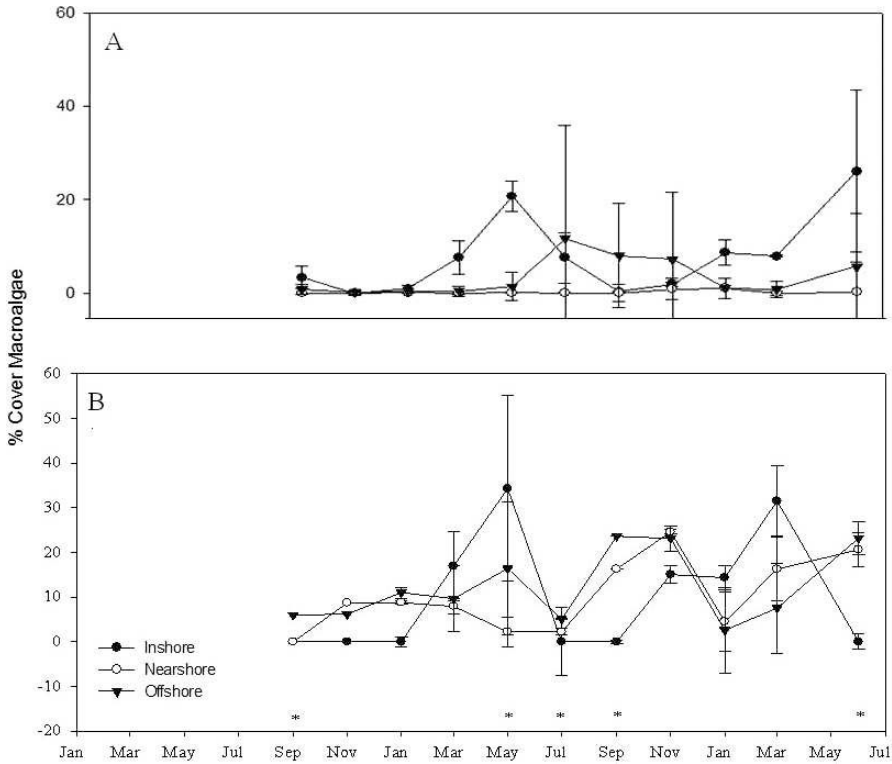 60
A
40
20
0
% Cover Macroalgae
60
B
50
40
30
20
10
0
-10
-20
Inshore
Nearshore
Offshore
* * * * *
Jan Mar May Jul Sep Nov Jan Mar May Jul Sep Nov Jan Mar May Jul